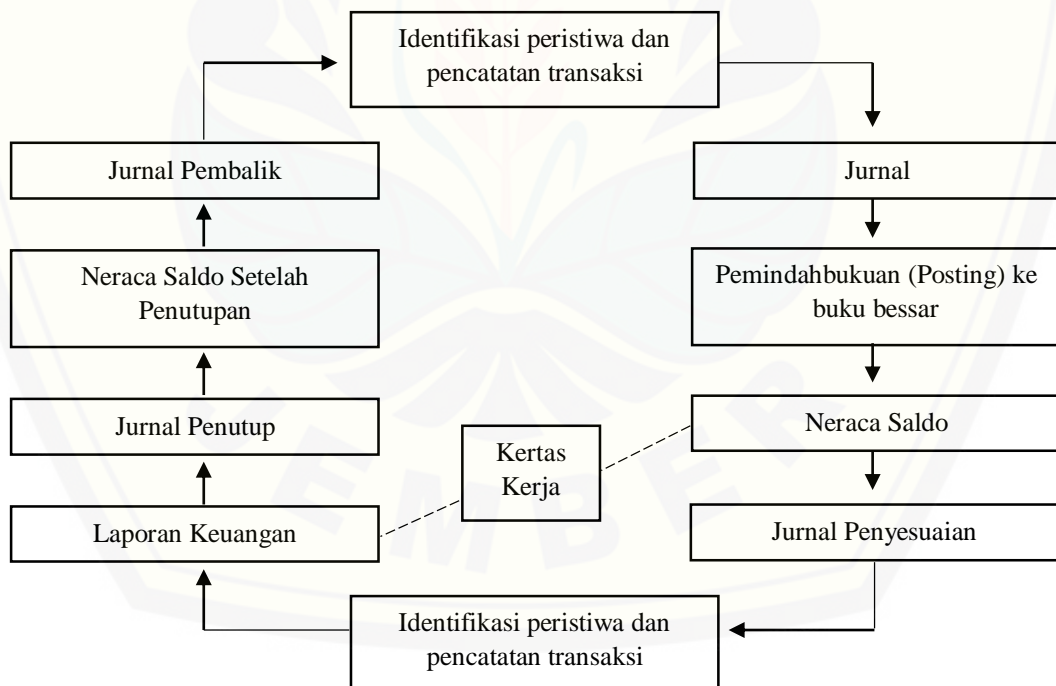 Identifikasi peristiwa dan
pencatatan transaksi
Jurnal Pembalik
Jurnal
Neraca Saldo Setelah
Penutupan
Pemindahbukuan (Posting) ke
buku bessar
Jurnal Penutup
Neraca Saldo
Kertas
Kerja
Laporan Keuangan
Jurnal Penyesuaian
Identifikasi peristiwa dan
pencatatan transaksi
JEMBER